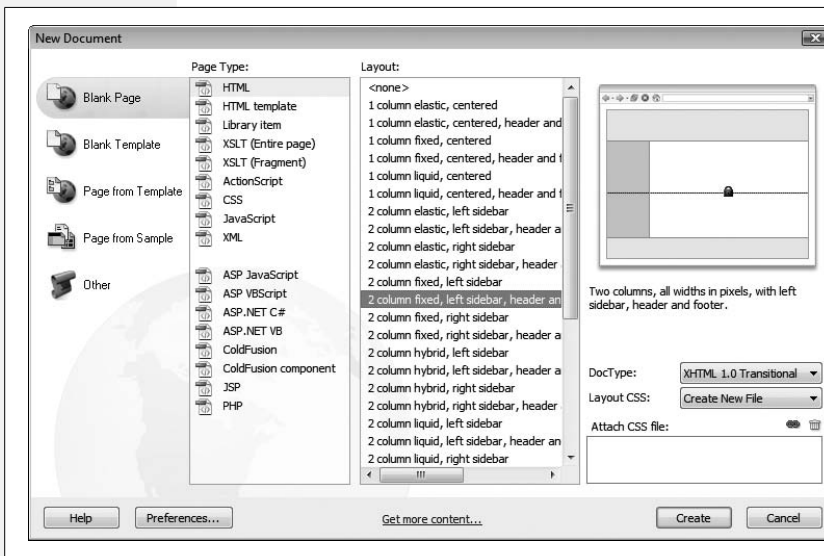 New Document
Blank Page
Blank Template
Page from Template
Page from Sample
Other
Page Type:
HTML
HTML template
Library item
XSLT (Entire page)
XSLT (Fragment)
ActionScript
CSS
JavaScript
XML
ASP JavaScript
ASP VBScript
ASP.NET C#
ASP.NET VB
ColdFusion
ColdFusion component
JSP
PHP
Layout:
<none>
1 column elastic, centered
1 column elastic, centered, header and
1 column fixed, centered
1 column fixed, centered, header and f
1 column liquid, centered
1 column liquid, centered, header and f
2 column elastic, left sidebar
2 column elastic, left sidebar, header a
2 column elastic, right sidebar
2 column elastic, right sidebar, header
2 column fixed, left sidebar
2 column fixed, left sidebar, header an
2 column fixed, right sidebar
2 column fixed, right sidebar, header a
2 column hybrid, left sidebar
2 column hybrid, left sidebar, header a
2 column hybrid, right sidebar
2 column hybrid, right sidebar, header
2 column liquid, left sidebar
2 column liquid, left sidebar, header an
2 column liquid, right sidebar
Two columns, all widths in pixels, with left
sidebar, header and footer.
DocType: XHTML 1.0 Transitional
Layout CSS: Create New File
Attach CSS file:
Help
Preferences...
Get more content...
Create
Cancel